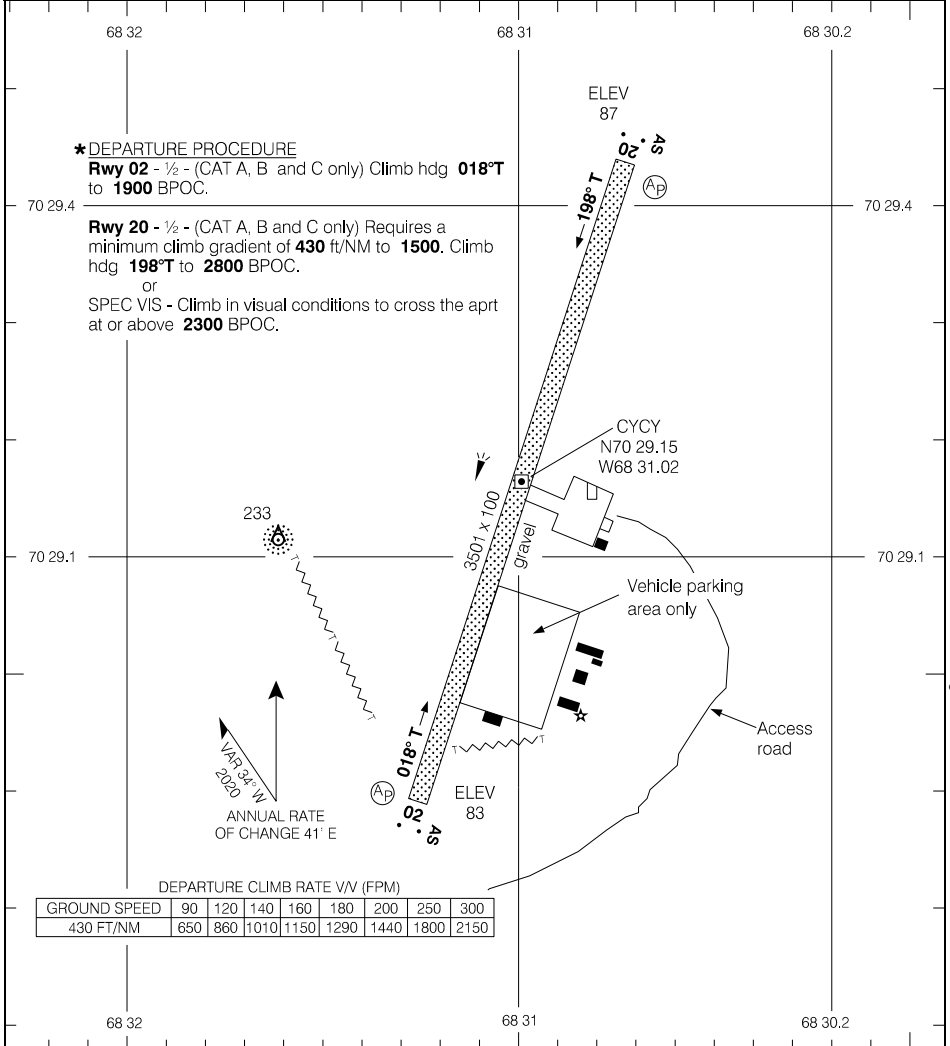 68 32
68 31
68 30.2
ELEV
87
AS
20
AP
198° T
* DEPARTURE PROCEDURE
Rwy 02 - ½ - (CAT A, B and C only) Climb hdg 018°T
to 1900 BPOC.
Rwy 20 - ½ - (CAT A, B and C only) Requires a
minimum climb gradient of 430 ft/NM to 1500. Climb
hdg 198°T to 2800 BPOC.
or
SPEC VIS - Climb in visual conditions to cross the aprt
at or above 2300 BPOC.
70 29.4
70 29.4
CYCY
N70 29.15
W68 31.02
3501 x 100
gravel
233
70 29.1
70 29.1
T
T
Vehicle parking
area only
Access
road
T
T
018° T
AP
02
AS
ELEV
83
VAR 34° W
2020
ANNUAL RATE
OF CHANGE 41' E
DEPARTURE CLIMB RATE V/V (FPM)
GROUND SPEED 90 120 140 160 180 200 250 300
430 FT/NM 650 860 1010 1150 1290 1440 1800 2150
68 32
68 31
68 30.2